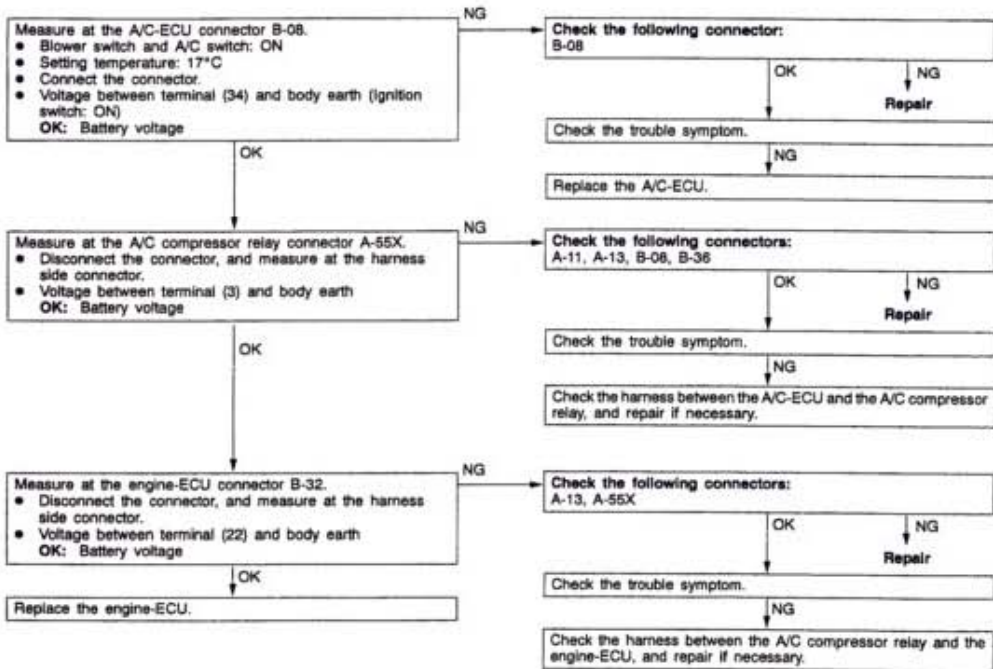 Measure at the A/C-ECU connector B-08.
● Blower switch and A/C switch: ON
● Setting temperature: 17°C
● Connect the connector.
● Voltage between terminal (34) and body earth (Ignition
switch: ON)
OK: Battery voltage
NG
Check the following connector:
B-08
OK
NG
Repair
Check the trouble symptom.
NG
Replace the A/C-ECU.
OK
Measure at the A/C compressor relay connector A-55X.
● Disconnect the connector, and measure at the harness
side connector.
● Voltage between terminal (3) and body earth
OK: Battery voltage
NG
Check the following connectors:
A-11, A-13, B-08, B-36
OK
NG
Repair
Check the trouble symptom.
NG
Check the harness between the A/C-ECU and the A/C compressor
relay, and repair if necessary.
OK
Measure at the engine-ECU connector B-32.
● Disconnect the connector, and measure at the harness
side connector.
● Voltage between terminal (22) and body earth
OK: Battery voltage
NG
Check the following connectors:
A-13, A-55X
OK
NG
Repair
Check the trouble symptom.
NG
Check the harness between the A/C compressor relay and the
engine-ECU, and repair if necessary.
OK
Replace the engine-ECU.